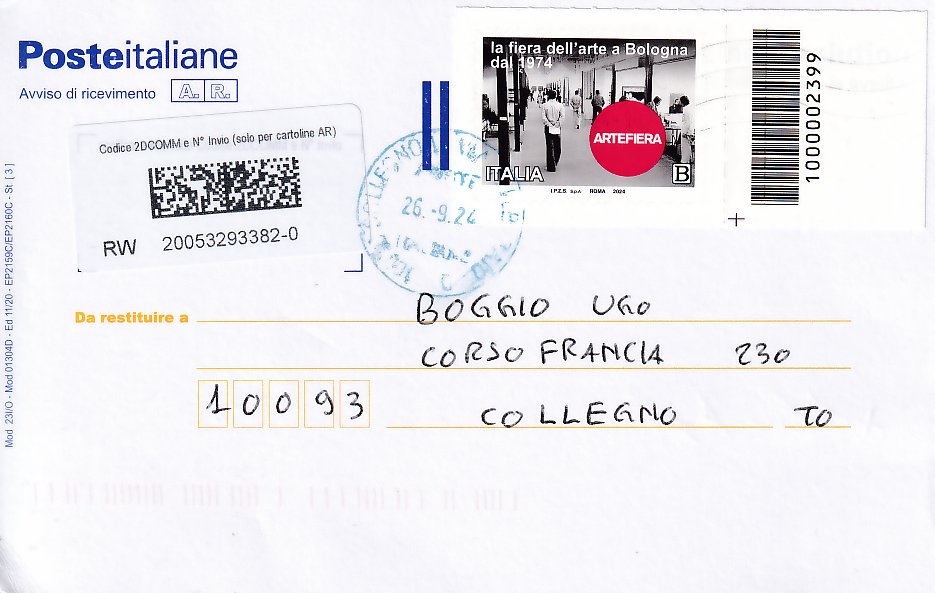 Posteitaliane
Avviso di ricevimento A. R.
Codice 2DCOMM e N° Invio (solo per cartoline AR)
RW 20053293382-0
la fiera dell'arte a Bologna
dal 1974
ARTEFIERA
ITALIA B
I.P.Z.S. S.p.A. ROMA 2024
1000002399
26.-9.24
Da restituire a BOGGIO UGO
CORSO FRANCIA 230
10093 COLLEGNO TO
Mod 23I/O - Mod 01304D - Ed 11/20 - EP2159C/EP2160C - St [3]